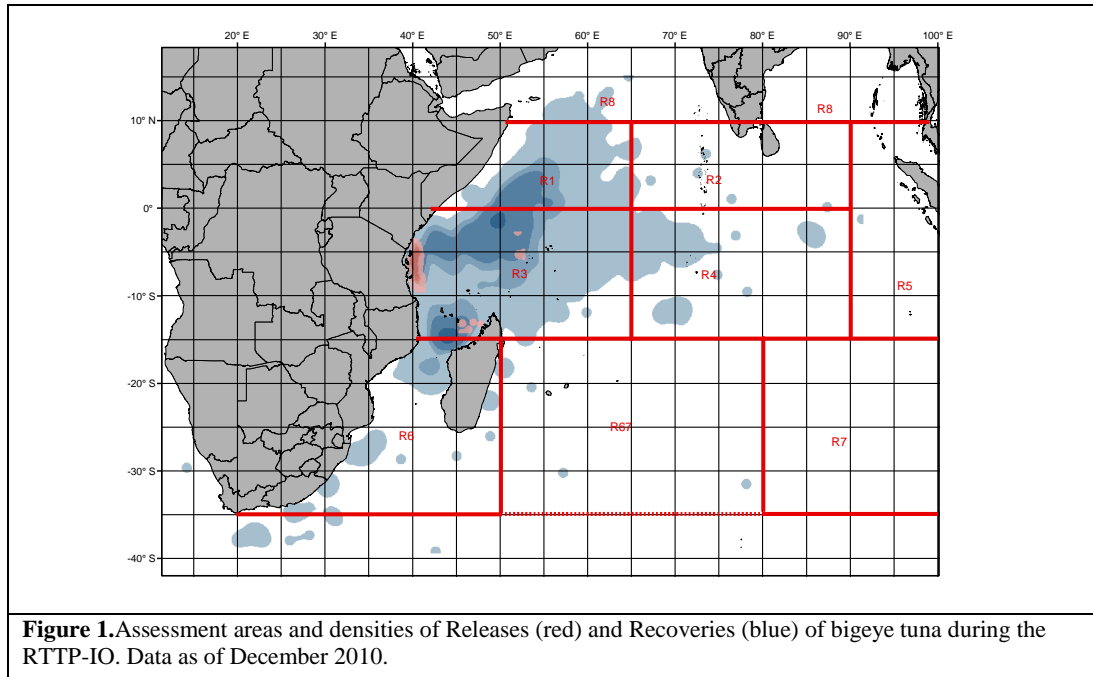 20° E 30° E 40° E 50° E 60° E 70° E 80° E 90° E 100° E
R8 R8
10° N
R1 R2
0°
R3 R4
R5
-10° S
-20° S
R6 R67
R7
-30° S
-40° S
Figure 1.Assessment areas and densities of Releases (red) and Recoveries (blue) of bigeye tuna during the
RTTP-IO. Data as of December 2010.